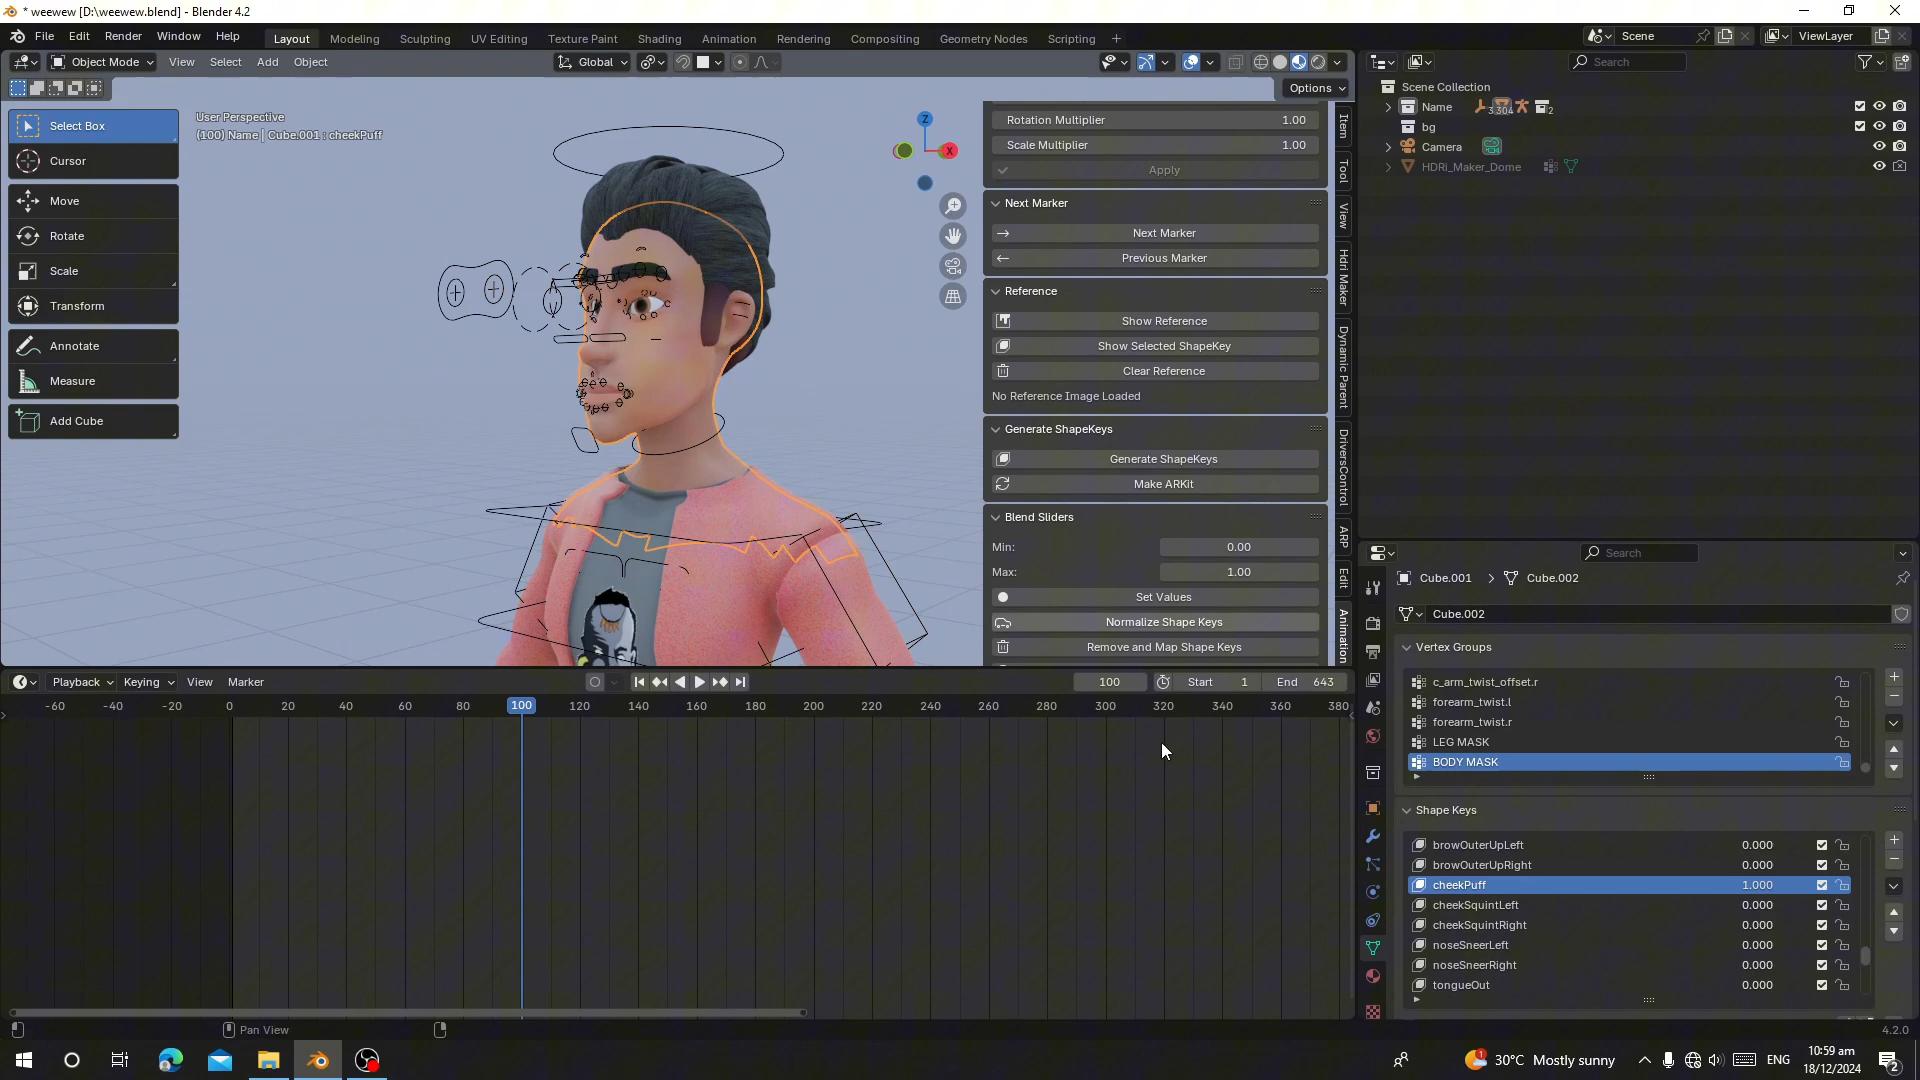 * weewew [D:\weewew.blend] - Blender 4.2
File Edit Render Window Help Layout Modeling Sculpting UV Editing Texture Paint Shading Animation Rendering Compositing Geometry Nodes Scripting + Scene ViewLayer
Object Mode View Select Add Object Global Search
Options
Select Box
Cursor
Move
Rotate
Scale
Transform
Annotate
Measure
Add Cube
User Perspective
(100) Name | Cube.001 : cheekPuff
Z
X
Rotation Multiplier 1.00
Scale Multiplier 1.00
Apply
Next Marker
Next Marker
Previous Marker
Reference
Show Reference
Show Selected ShapeKey
Clear Reference
No Reference Image Loaded
Generate ShapeKeys
Generate ShapeKeys
Make ARKit
Blend Sliders
Min: 0.00
Max: 1.00
Set Values
Normalize Shape Keys
Remove and Map Shape Keys
Item
Tool
View
Hdri Maker
Dynamic Parent
DriversControl
ARP
Edit
Animation
Scene Collection
Name 3 304 2
bg
Camera
HDRi_Maker_Dome
Search
Cube.001 > Cube.002
Cube.002
Vertex Groups
c_arm_twist_offset.r
forearm_twist.l
forearm_twist.r
LEG MASK
BODY MASK
Shape Keys
browOuterUpLeft 0.000
browOuterUpRight 0.000
cheekPuff 1.000
cheekSquintLeft 0.000
cheekSquintRight 0.000
noseSneerLeft 0.000
noseSneerRight 0.000
tongueOut 0.000
Playback Keying View Marker 100 Start 1 End 643
-60 -40 -20 0 20 40 60 80 100 120 140 160 180 200 220 240 260 280 300 320 340 360 380
Pan View 4.2.0
30°C Mostly sunny ENG
10:59 am
18/12/2024
2